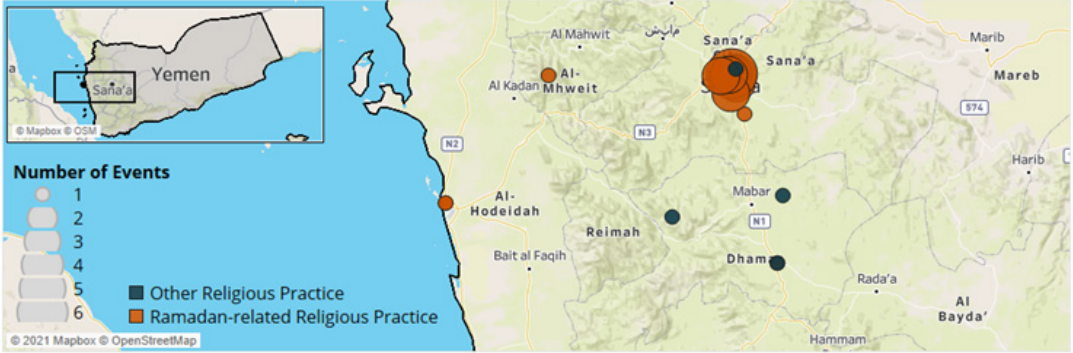 Yemen
Sana'a
a
© Mapbox © OSM
Number of Events
1
2
3
4
5
6
Other Religious Practice
Ramadan-related Religious Practice
© 2021 Mapbox © OpenStreetMap
Al Mahwit
Sana'a
Sana'a
Marib
Mareb
Al Kadan
Al-
Mhweit
574
N2
N3
Harib
Al-
Hodeidah
Mabar
N1
Reimah
Bait al Faqih
Rada'a
Al
Bayda'
Hammam